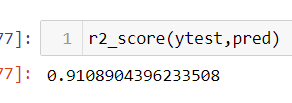 77]: 1 r2_score(ytest,pred)
77]: 0.9108904396233508